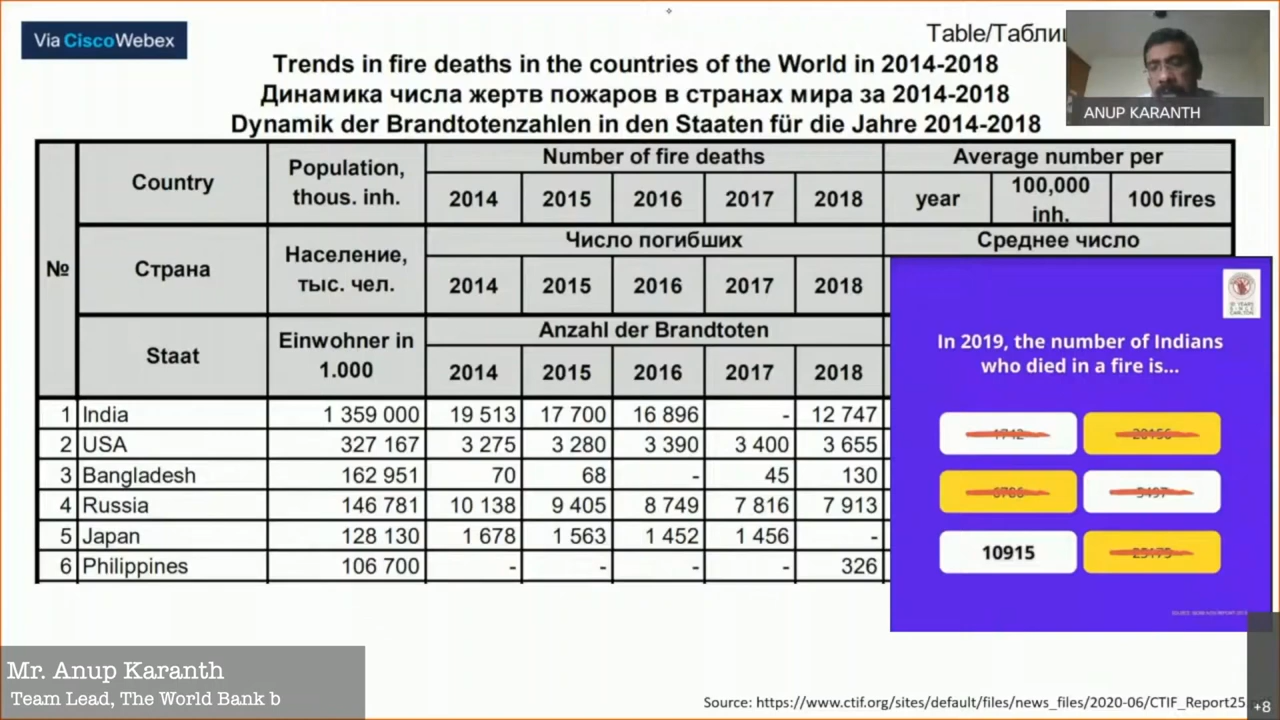 Via CiscoWebex
Table/Таблиц
Trends in fire deaths in the countries of the World in 2014-2018
Динамика числа жертв пожаров в странах мира за 2014-2018
Dynamik der Brandtotenzahlen in den Staaten für die Jahre 2014-2018
ANUP KARANTH
№
Country
Population,
thous. inh.
Number of fire deaths
2014 2015 2016 2017 2018
Average number per
year
100,000
inh.
100 fires
Страна
Население,
тыс. чел.
Число погибших
2014 2015 2016 2017 2018
Среднее число
Staat
Einwohner in
1.000
Anzahl der Brandtoten
2014 2015 2016 2017 2018
1 India 1 359 000 19 513 17 700 16 896 - 12 747
2 USA 327 167 3 275 3 280 3 390 3 400 3 655
3 Bangladesh 162 951 70 68 - 45 130
4 Russia 146 781 10 138 9 405 8 749 7 816 7 913
5 Japan 128 130 1 678 1 563 1 452 1 456 -
6 Philippines 106 700 - - - - 326
In 2019, the number of Indians
who died in a fire is...
10915
Mr. Anup Karanth
Team Lead, The World Bank b
Source: https://www.ctif.org/sites/default/files/news_files/2020-06/CTIF_Report25
+8